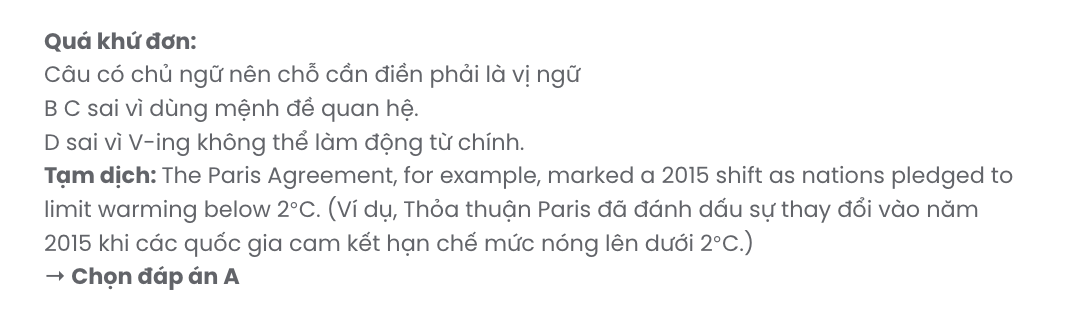 Quá khứ đơn:
Câu có chủ ngữ nên chỗ cần điền phải là vị ngữ
B C sai vì dùng mệnh đề quan hệ.
D sai vì V-ing không thể làm động từ chính.
Tạm dịch: The Paris Agreement, for example, marked a 2015 shift as nations pledged to
limit warming below 2°C. (Ví dụ, Thỏa thuận Paris đã đánh dấu sự thay đổi vào năm
2015 khi các quốc gia cam kết hạn chế mức nóng lên dưới 2°C.)
→ Chọn đáp án A